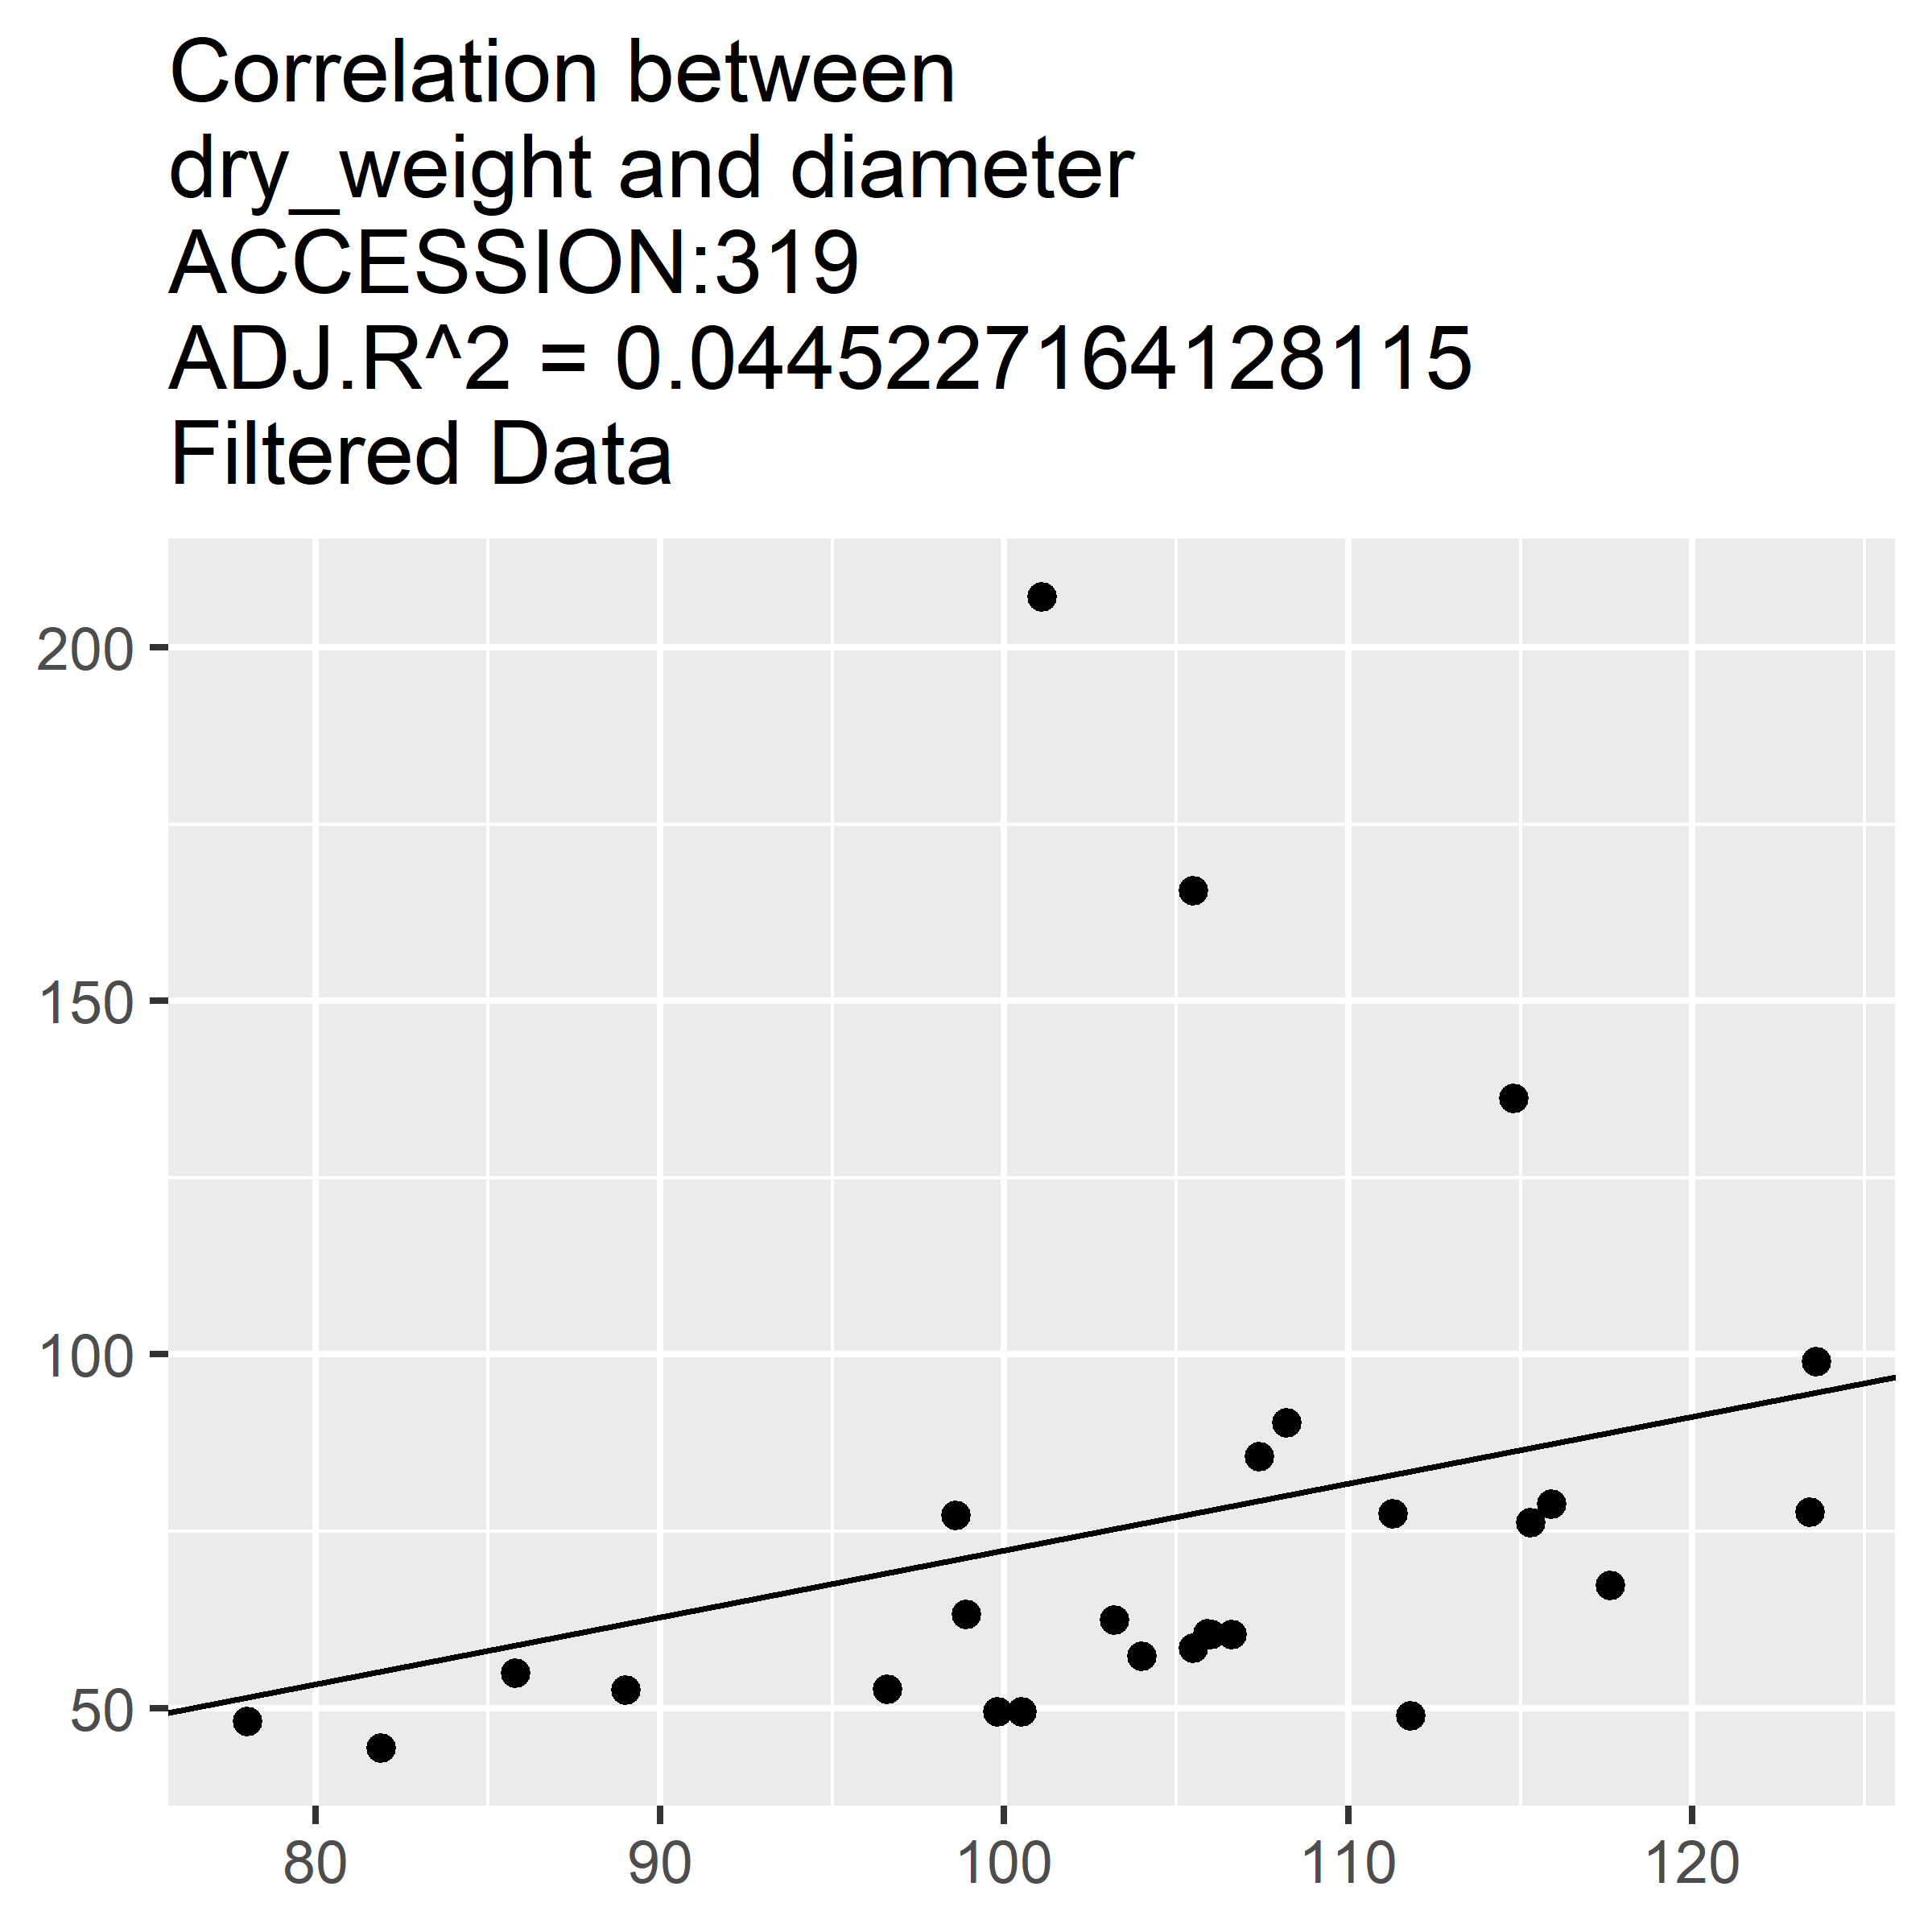 Correlation between
dry_weight and diameter
ACCESSION:319
ADJ.R^2 = 0.0445227164128115
Filtered Data
200
150
100
50
80 90 100 110 120